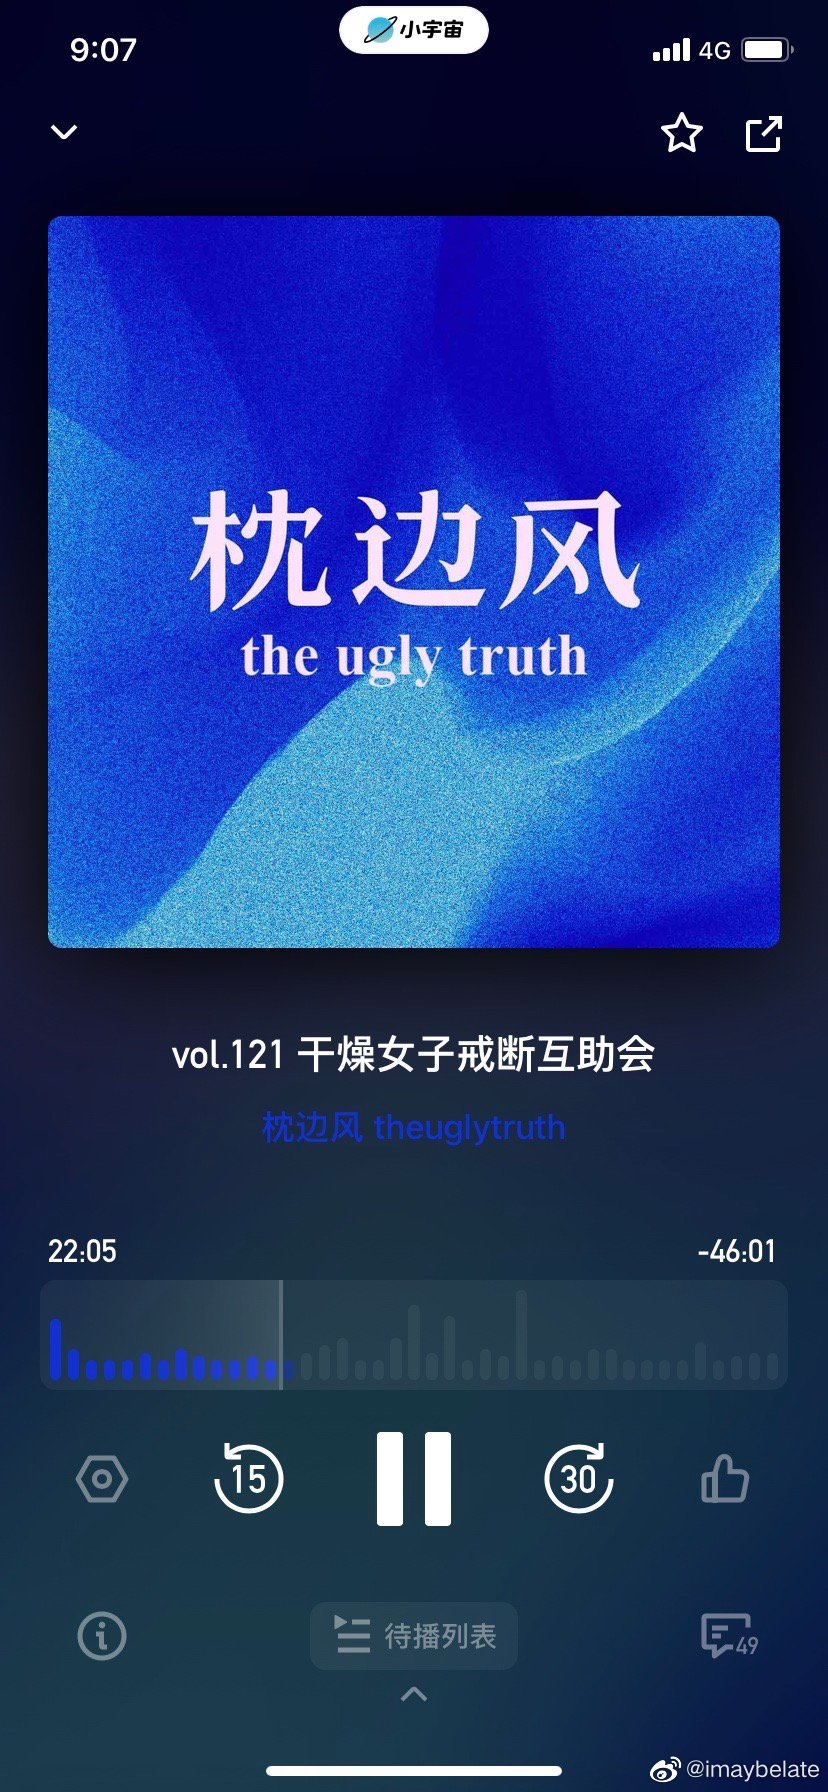 9:07
小宇宙
4G
枕边风
the ugly truth
vol.121 干燥女子戒断互助会
枕边风 theuglytruth
22:05
-46:01
15
30
待播列表
49
@imaybelate